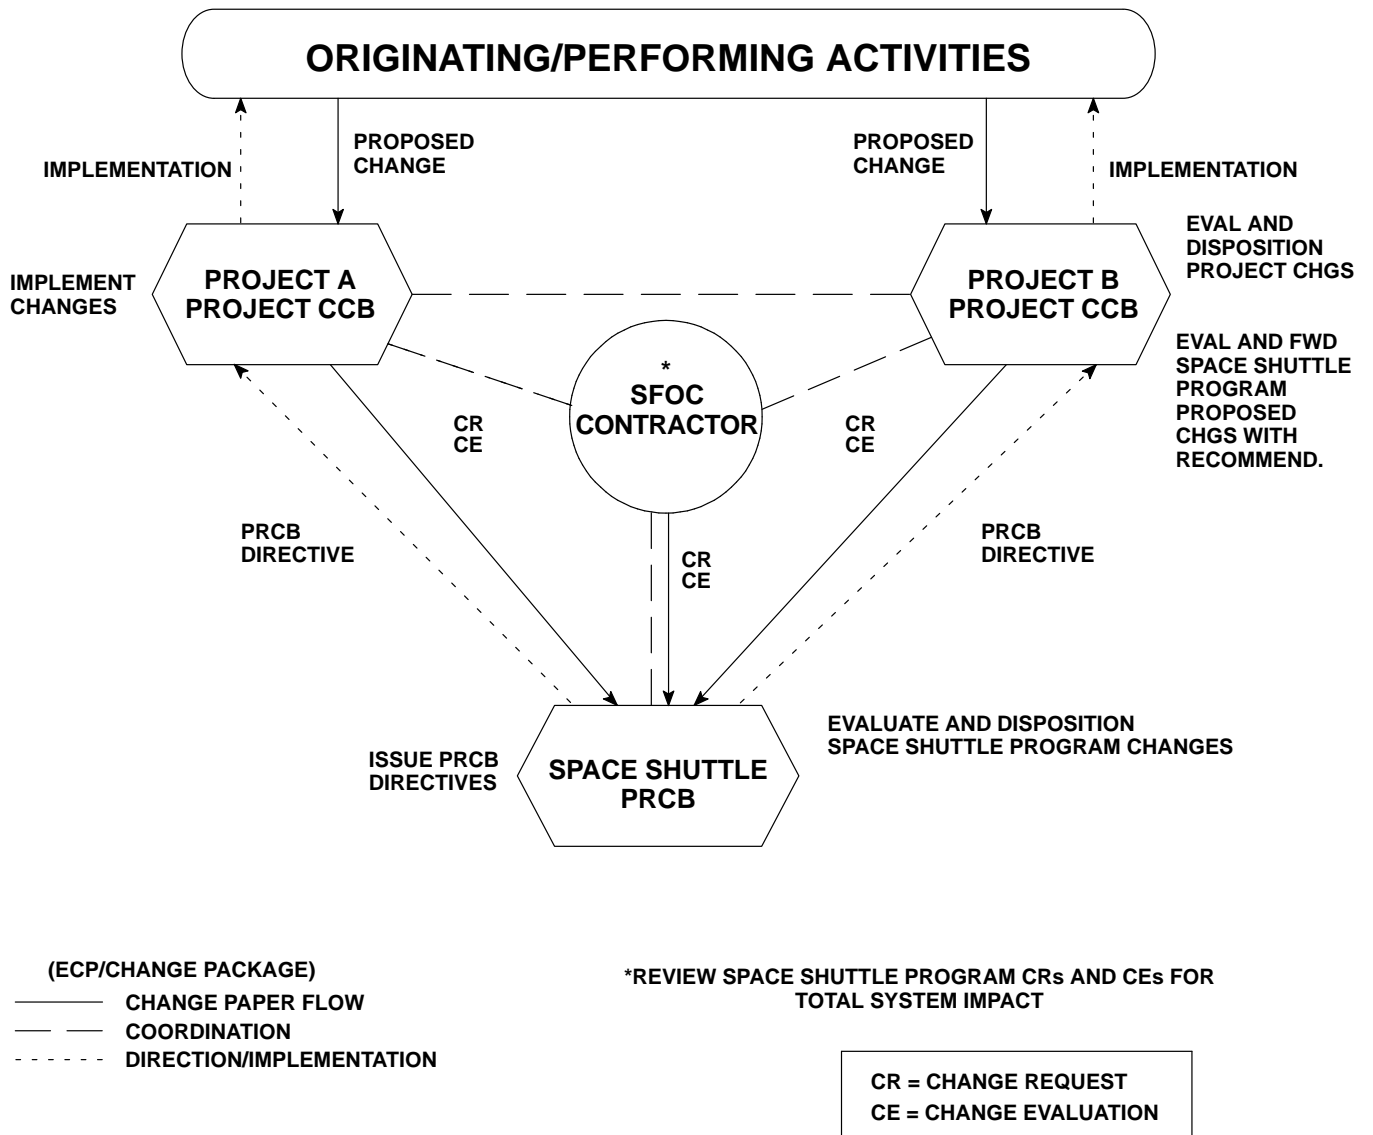 ORIGINATING/PERFORMING ACTIVITIES
PROPOSED
CHANGE
PROPOSED
CHANGE
IMPLEMENTATION
IMPLEMENTATION
IMPLEMENT
CHANGES
PROJECT A
PROJECT CCB
PROJECT B
PROJECT CCB
EVAL AND
DISPOSITION
PROJECT CHGS
EVAL AND FWD
SPACE SHUTTLE
PROGRAM
PROPOSED
CHGS WITH
RECOMMEND.
*
SFOC
CONTRACTOR
CR
CE
CR
CE
PRCB
DIRECTIVE
CR
CE
PRCB
DIRECTIVE
ISSUE PRCB
DIRECTIVES
SPACE SHUTTLE
PRCB
EVALUATE AND DISPOSITION
SPACE SHUTTLE PROGRAM CHANGES
(ECP/CHANGE PACKAGE)
CHANGE PAPER FLOW
COORDINATION
DIRECTION/IMPLEMENTATION
*REVIEW SPACE SHUTTLE PROGRAM CRs AND CEs FOR
TOTAL SYSTEM IMPACT
CR = CHANGE REQUEST
CE = CHANGE EVALUATION